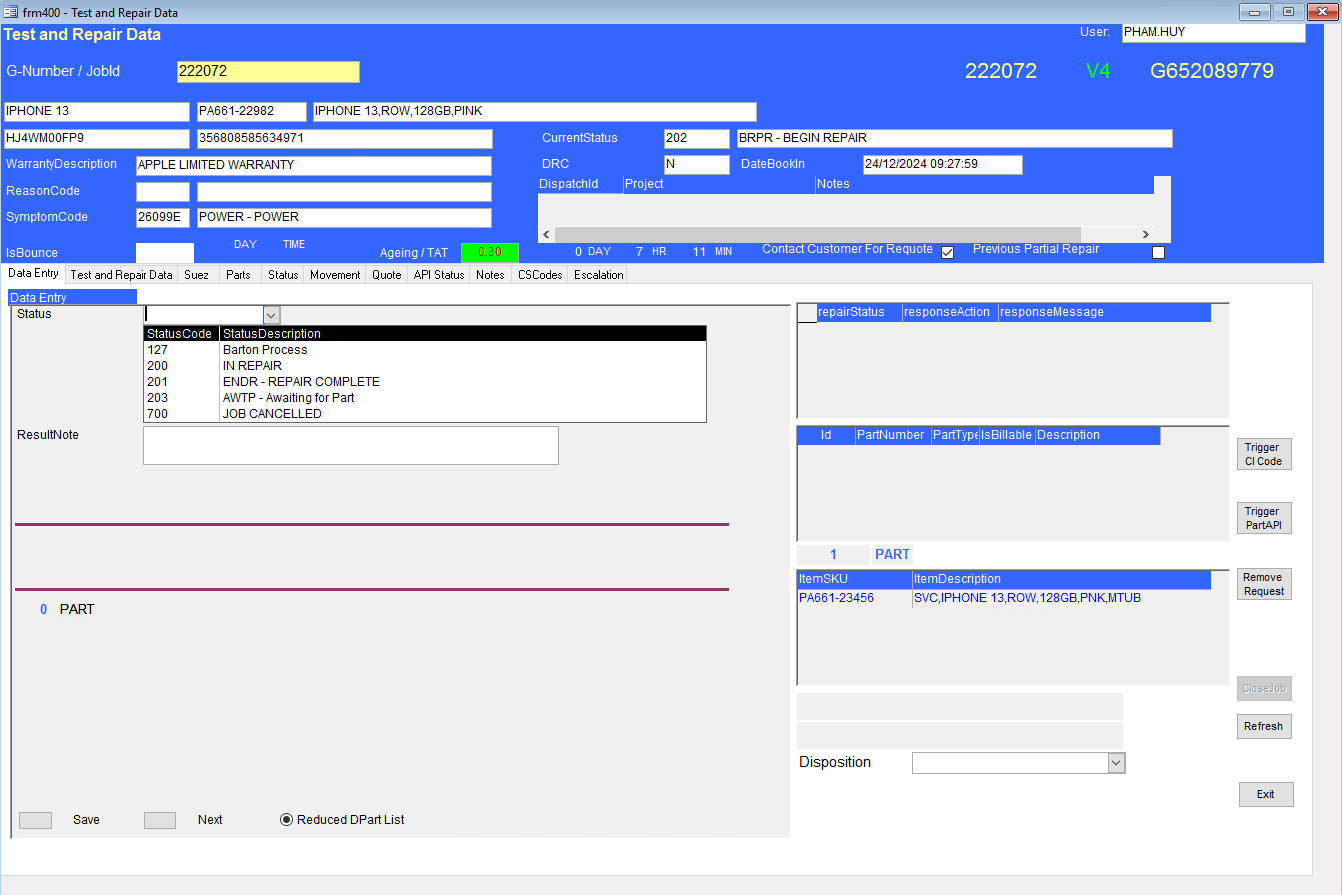 frm400 - Test and Repair Data
Test and Repair Data
User: PHAM.HUY
G-Number / JobId 222072 222072 V4 G652089779
IPHONE 13 PA661-22982 IPHONE 13,ROW,128GB,PINK
HJ4WM00FP9 356808585634971 CurrentStatus 202 BRPR - BEGIN REPAIR
WarrantyDescription APPLE LIMITED WARRANTY DRC N DateBookIn 24/12/2024 09:27:59
ReasonCode DispatchId Project Notes
SymptomCode 26099E POWER - POWER
IsBounce DAY TIME Ageing / TAT 0.30 0 DAY 7 HR 11 MIN Contact Customer For Requote Previous Partial Repair
Data Entry Test and Repair Data Suez Parts Status Movement Quote API Status Notes CSCodes Escalation
Data Entry
Status
StatusCode StatusDescription
127 Barton Process
200 IN REPAIR
201 ENDR - REPAIR COMPLETE
203 AWTP - Awaiting for Part
700 JOB CANCELLED
ResultNote
0 PART
Save Next Reduced DPart List
repairStatus responseAction responseMessage
Id PartNumber PartType IsBillable Description
1 PART
ItemSKU ItemDescription
PA661-23456 SVC,IPHONE 13,ROW,128GB,PNK,MTUB
Disposition
Trigger
CI Code
Trigger
PartAPI
Remove
Request
CloseJob
Refresh
Exit